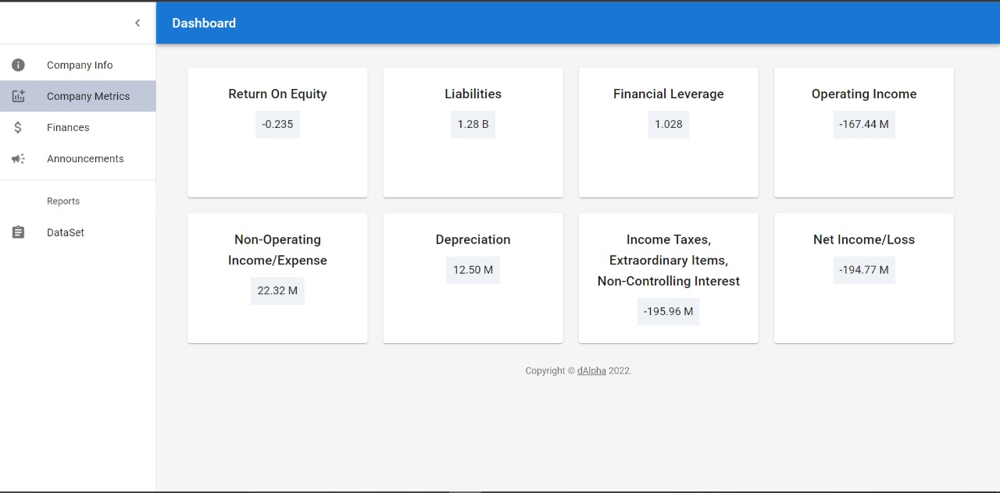 Dashboard
Company Info
Company Metrics
Finances
Announcements
Reports
DataSet
Return On Equity
-0.235
Liabilities
1.28 B
Financial Leverage
1.028
Operating Income
-167.44 M
Non-Operating
Income/Expense
22.32 M
Depreciation
12.50 M
Income Taxes,
Extraordinary Items,
Non-Controlling Interest
-195.96 M
Net Income/Loss
-194.77 M
Copyright © dAlpha 2022.